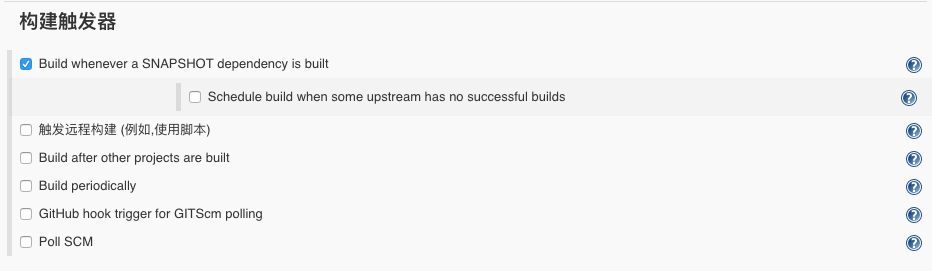 构建触发器
Build whenever a SNAPSHOT dependency is built
Schedule build when some upstream has no successful builds
触发远程构建 (例如,使用脚本)
Build after other projects are built
Build periodically
GitHub hook trigger for GITScm polling
Poll SCM